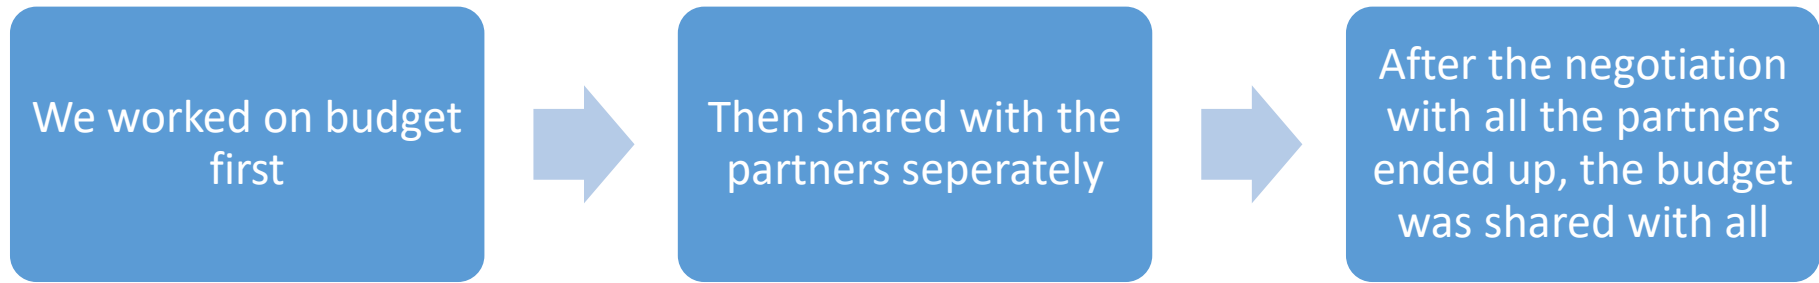 We worked on budget
first
Then shared with the
partners seperately
After the negotiation
with all the partners
ended up, the budget
was shared with all